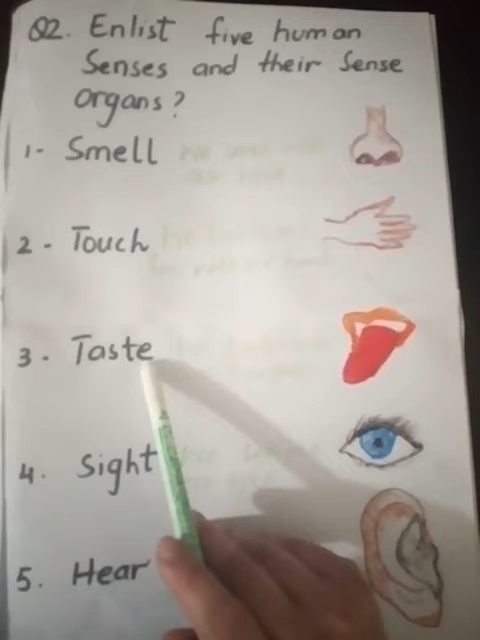 Q2. Enlist five human
Senses and their Sense
Organs?
1- Smell
2 - Touch
3 . Taste
4. Sight
5. Hear